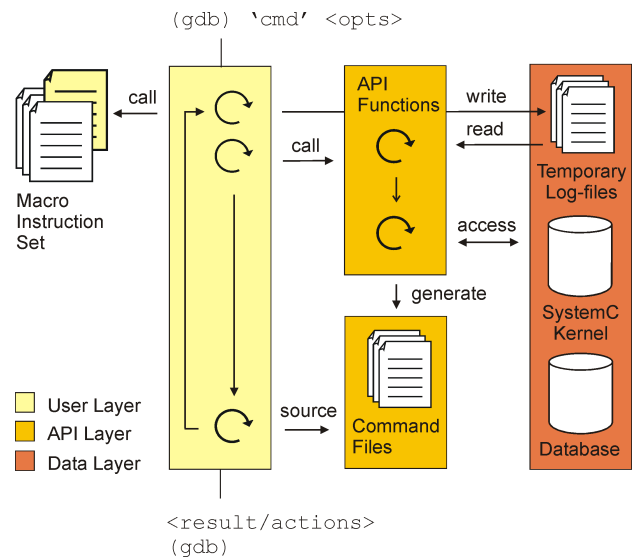 (gdb) ‘cmd’ <opts>
call
API
Functions
write
read
call
Macro
Instruction
Set
Temporary
Log-files
access
generate
SystemC
Kernel
User Layer
API Layer
Data Layer
source
Command
Files
Database
<result/actions>
(gdb)